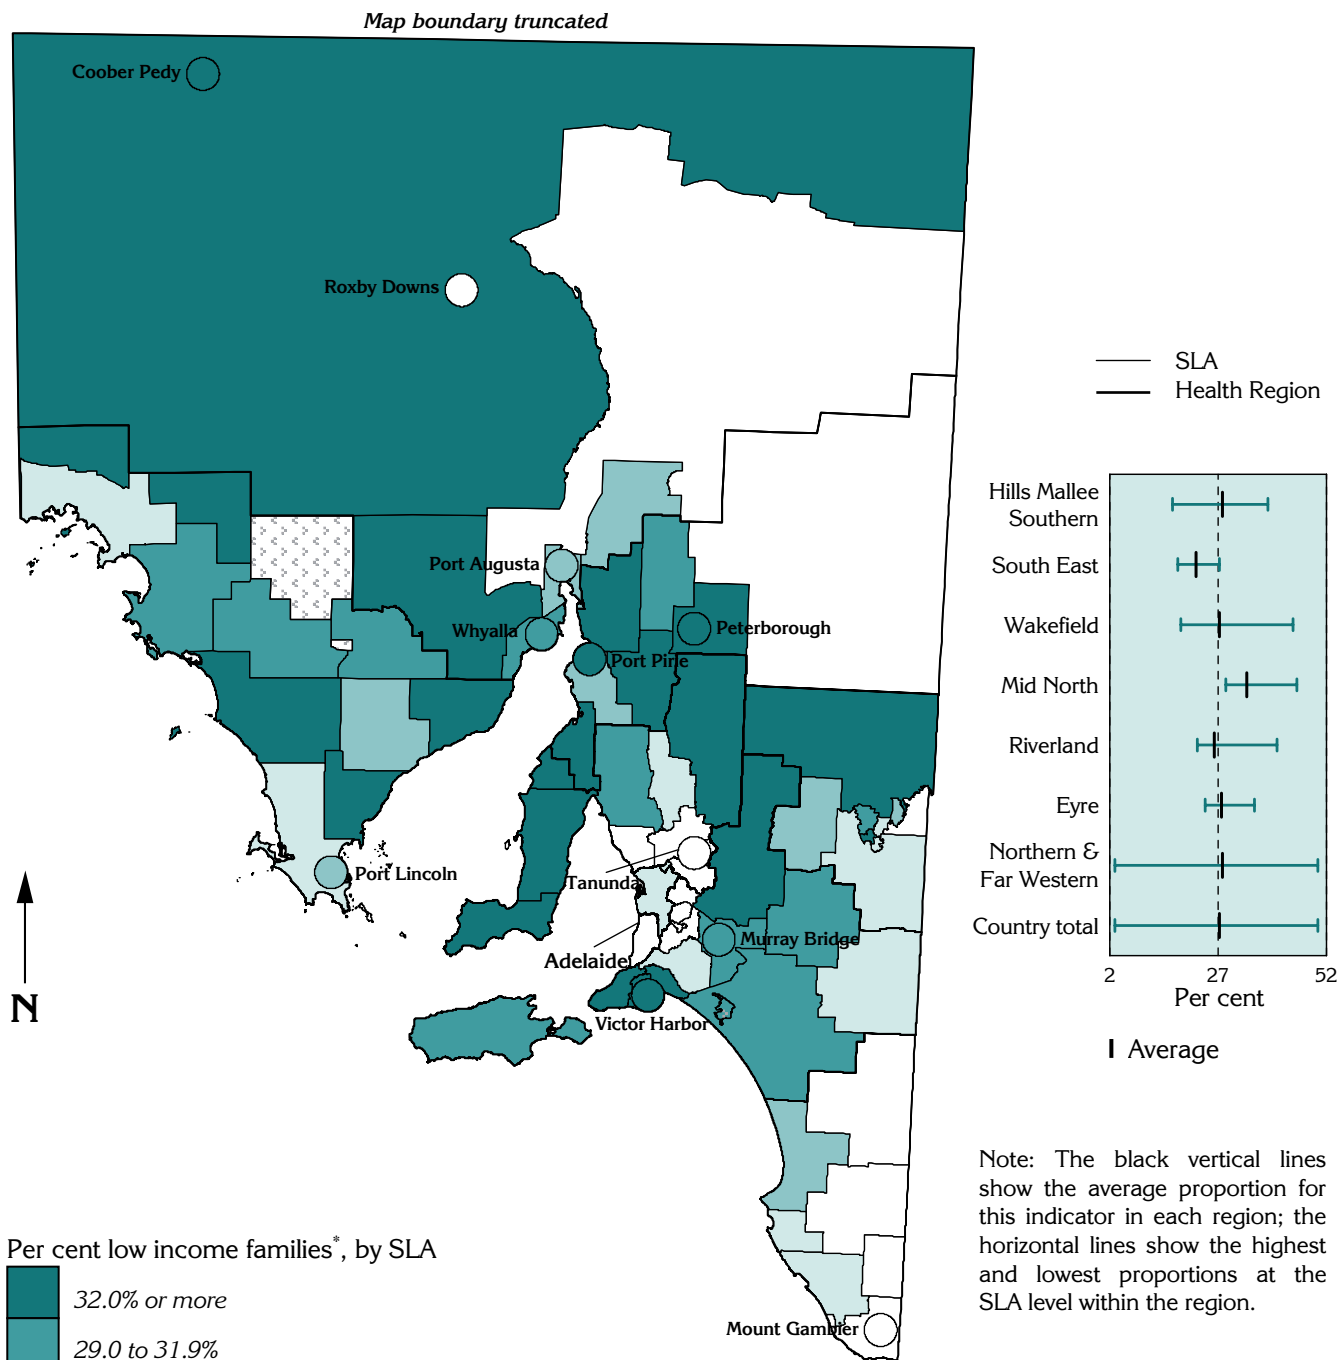 Map boundary truncated
Coober Pedy
Roxby Downs
SLA
Health Region
Port Augusta
Whyalla
Peterborough
Port Pirie
Port Lincoln
Tanunda
Murray Bridge
Adelaide
Victor Harbor
Mount Gambier
N
Hills Mallee
Southern
South East
Wakefield
Mid North
Riverland
Eyre
Northern &
Far Western
Country total
2 27 52
Per cent
Average
Note: The black vertical lines
show the average proportion for
this indicator in each region; the
horizontal lines show the highest
and lowest proportions at the
SLA level within the region.
Per cent low income families*, by SLA
32.0% or more
29.0 to 31.9%